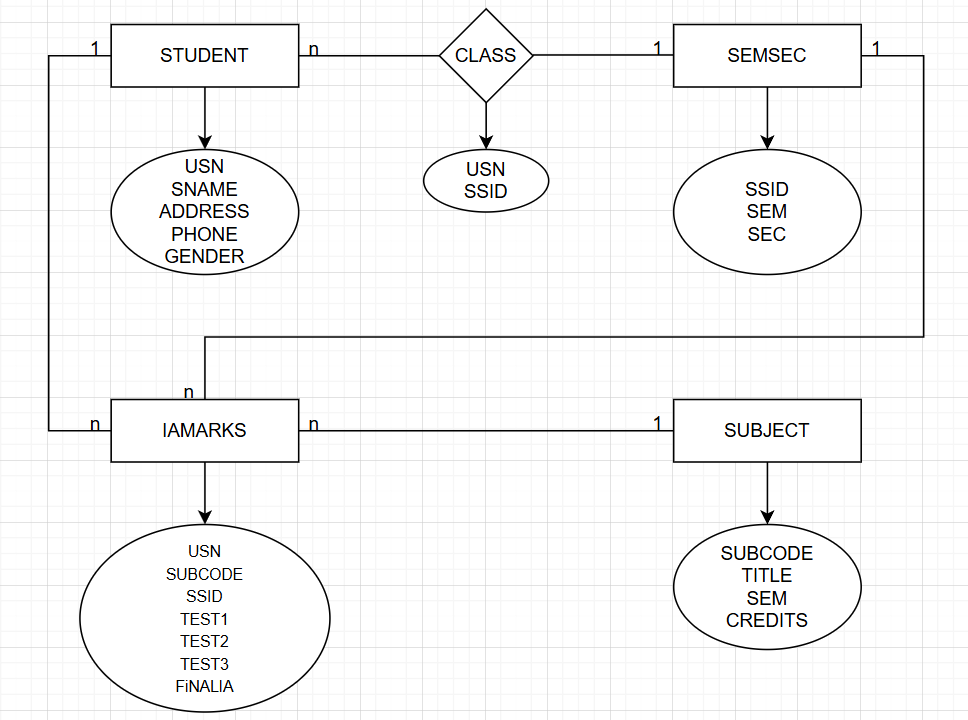 1 STUDENT n CLASS 1 SEMSEC 1
USN
SNAME
ADDRESS
PHONE
GENDER
USN
SSID
SSID
SEM
SEC
n
n IAMARKS n 1 SUBJECT
USN
SUBCODE
SSID
TEST1
TEST2
TEST3
FiNALIA
SUBCODE
TITLE
SEM
CREDITS